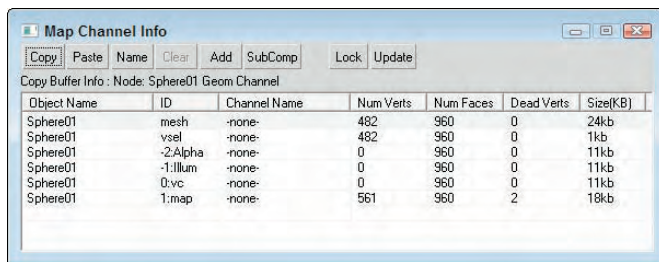 Map Channel Info
Copy Paste Name Clear Add SubComp Lock Update
Copy Buffer Info : Node: Sphere01 Geom Channel
Object Name ID Channel Name Num Verts Num Faces Dead Verts Size(KB)
Sphere01 mesh -none- 482 960 0 24kb
Sphere01 vsel -none- 482 960 0 1kb
Sphere01 -2:Alpha -none- 0 960 0 11kb
Sphere01 -1:Illum -none- 0 960 0 11kb
Sphere01 0:vc -none- 0 960 0 11kb
Sphere01 1:map -none- 561 960 2 18kb